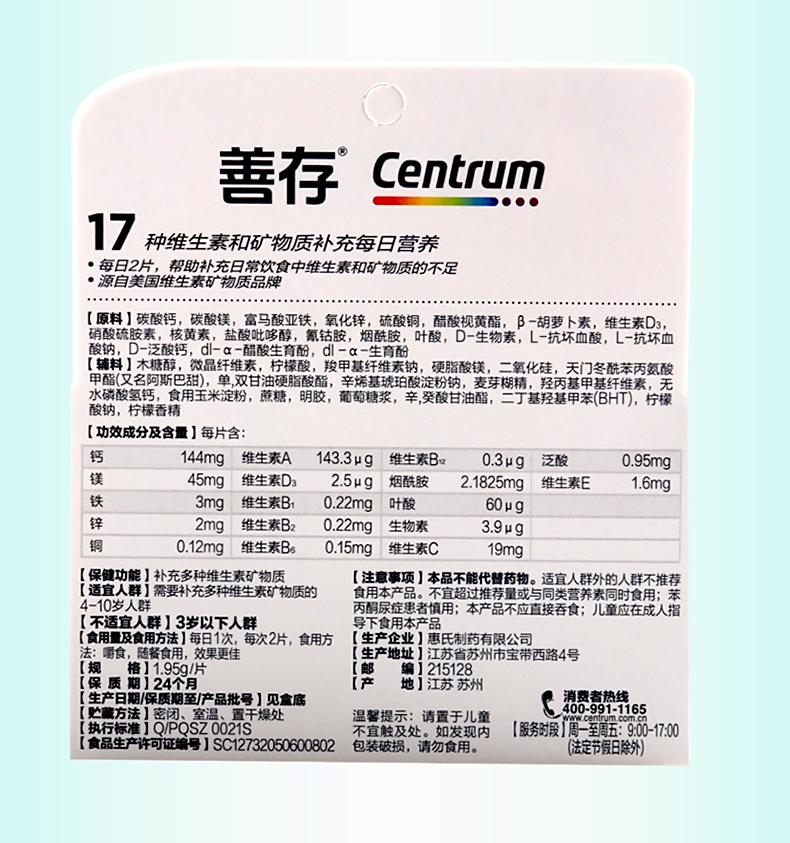 善存® Centrum
17 种维生素和矿物质补充每日营养
• 每日2片，帮助补充日常饮食中维生素和矿物质的不足
• 源自美国维生素矿物质品牌
【原料】碳酸钙，碳酸镁，富马酸亚铁，氧化锌，硫酸铜，醋酸视黄酯，β-胡萝卜素，维生素D₃，
硝酸硫胺素，核黄素，盐酸吡哆醇，氰钴胺，烟酰胺，叶酸，D-生物素，L-抗坏血酸，L-抗坏血
酸钠，D-泛酸钙，dl-α-醋酸生育酚，dl-α-生育酚
【辅料】木糖醇，微晶纤维素，柠檬酸，羧甲基纤维素钠，硬脂酸镁，二氧化硅，天门冬酰苯丙氨酸
甲酯(又名阿斯巴甜)，单,双甘油硬脂酸酯，辛烯基琥珀酸淀粉钠，麦芽糊精，羟丙基甲基纤维素，无
水磷酸氢钙，食用玉米淀粉，蔗糖，明胶，葡萄糖浆，辛,癸酸甘油酯，二丁基羟基甲苯(BHT)，柠檬
酸钠，柠檬香精
【功效成分及含量】每片含：
钙 144mg 维生素A 143.3μg 维生素B₁₂ 0.3μg 泛酸 0.95mg
镁 45mg 维生素D₃ 2.5μg 烟酰胺 2.1825mg 维生素E 1.6mg
铁 3mg 维生素B₁ 0.22mg 叶酸 60μg
锌 2mg 维生素B₂ 0.22mg 生物素 3.9μg
铜 0.12mg 维生素B₆ 0.15mg 维生素C 19mg
【保健功能】补充多种维生素矿物质
【适宜人群】需要补充多种维生素矿物质的
4-10岁人群
【不适宜人群】3岁以下人群
【食用量及食用方法】每日1次，每次2片，食用方
法：嚼食，随餐食用，效果更佳
【规 格】1.95g/片
【保 质 期】24个月
【生产日期/保质期至/产品批号】见盒底
【贮藏方法】密闭、室温、置干燥处
【执行标准】Q/PQSZ 0021S
【食品生产许可证编号】SC12732050600802
【注意事项】本品不能代替药物。适宜人群外的人群不推荐
食用本产品。不宜超过推荐量或与同类营养素同时食用；苯
丙酮尿症患者慎用；本产品不应直接吞食；儿童应在成人指
导下食用本产品
【生产企业】惠氏制药有限公司
【生产地址】江苏省苏州市宝带西路4号
【邮 编】215128
【产 地】江苏 苏州
温馨提示：请置于儿童
不宜触及处。如发现内
包装破损，请勿食用。
消费者热线
400-991-1165
www.centrum.com.cn
【服务时段】周一至周五：9:00-17:00
(法定节假日除外)